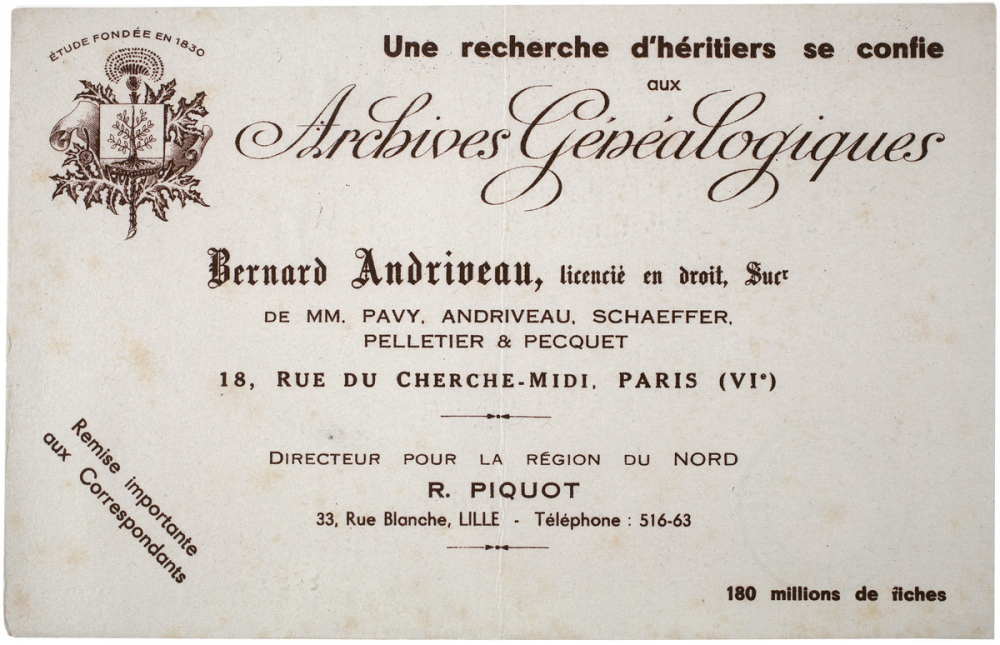 ÉTUDE FONDÉE EN 1830
Une recherche d'héritiers se confie
aux
Archives Généalogiques
Bernard Andriveau, licencié en droit, Sucr
DE MM. PAVY, ANDRIVEAU, SCHAEFFER,
PELLETIER & PECQUET
18, RUE DU CHERCHE-MIDI, PARIS (VIe)
DIRECTEUR POUR LA RÉGION DU NORD
R. PIQUOT
33, Rue Blanche, LILLE - Téléphone : 516-63
Remise importante
aux Correspondants
180 millions de fiches